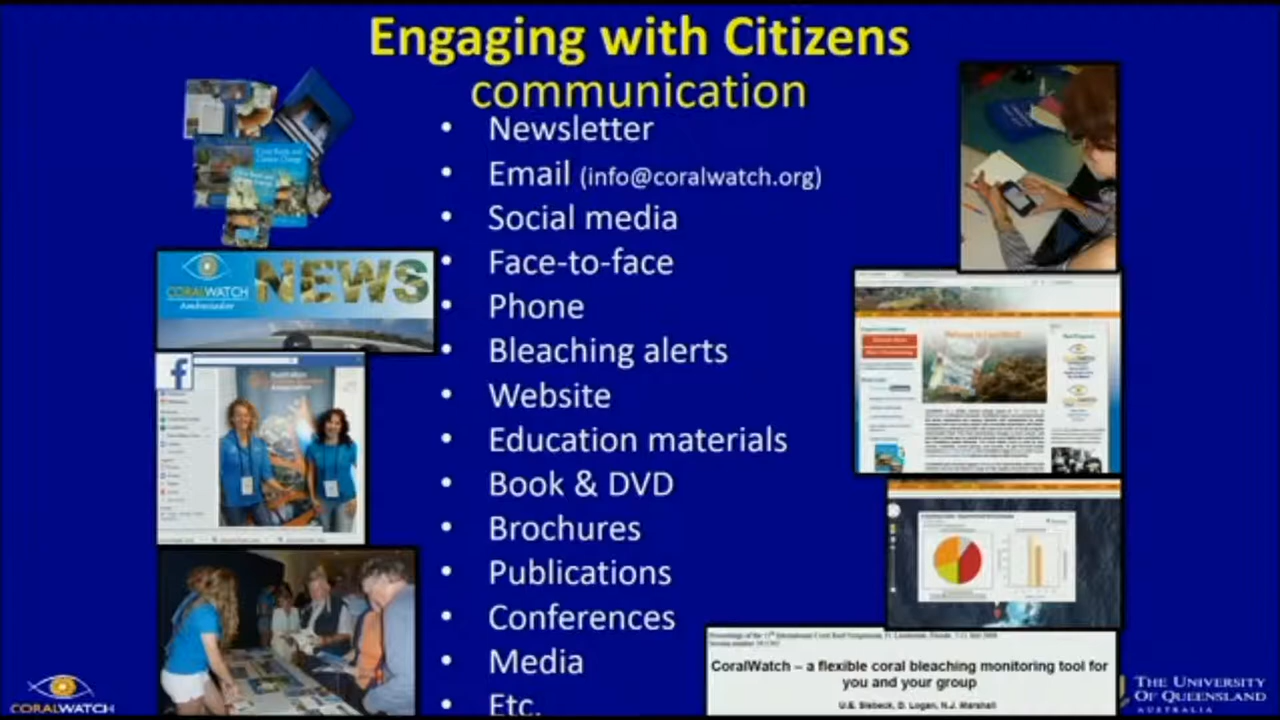 Engaging with Citizens
communication
• Newsletter
• Email (info@coralwatch.org)
• Social media
• Face-to-face
• Phone
• Bleaching alerts
• Website
• Education materials
• Book & DVD
• Brochures
• Publications
• Conferences
• Media
• Etc.
CORALWATCH
Ambassador
NEWS
f
CoralWatch – a flexible coral bleaching monitoring tool for
you and your group
U.E. Siebeck, D. Logan, N.J. Marshall
CORALWATCH
THE UNIVERSITY
OF QUEENSLAND
AUSTRALIA